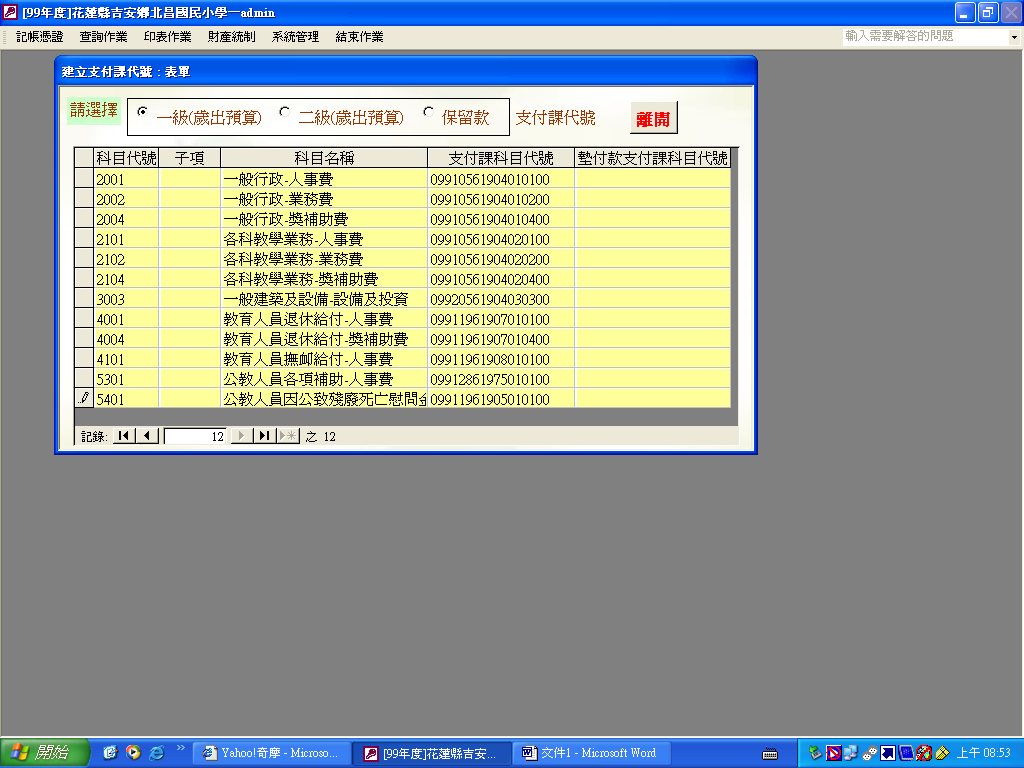 [99年度]花蓮縣吉安鄉北昌國民小學—admin
記帳憑證 查詢作業 印表作業 財產統制 系統管理 結束作業 輸入需要解答的問題
建立支付課代號：表單
請選擇 一級(歲出預算) 二級(歲出預算) 保留款 支付課代號 離開
科目代號 子項 科目名稱 支付課科目代號 墊付款支付課科目代號
2001 一般行政-人事費 09910561904010100
2002 一般行政-業務費 09910561904010200
2004 一般行政-獎補助費 09910561904010400
2101 各科教學業務-人事費 09910561904020100
2102 各科教學業務-業務費 09910561904020200
2104 各科教學業務-獎補助費 09910561904020400
3003 一般建築及設備-設備及投資 09920561904030300
4001 教育人員退休給付-人事費 09911961907010100
4004 教育人員退休給付-獎補助費 09911961907010400
4101 教育人員撫卹給付-人事費 09911961908010100
5301 公教人員各項補助-人事費 09912861975010100
5401 公教人員因公致殘廢死亡慰問金 09911961905010100
記錄: 12 之 12
開始 Yahoo!奇摩 - Microso... [99年度]花蓮縣吉安... 文件1 - Microsoft Word 上午 08:53